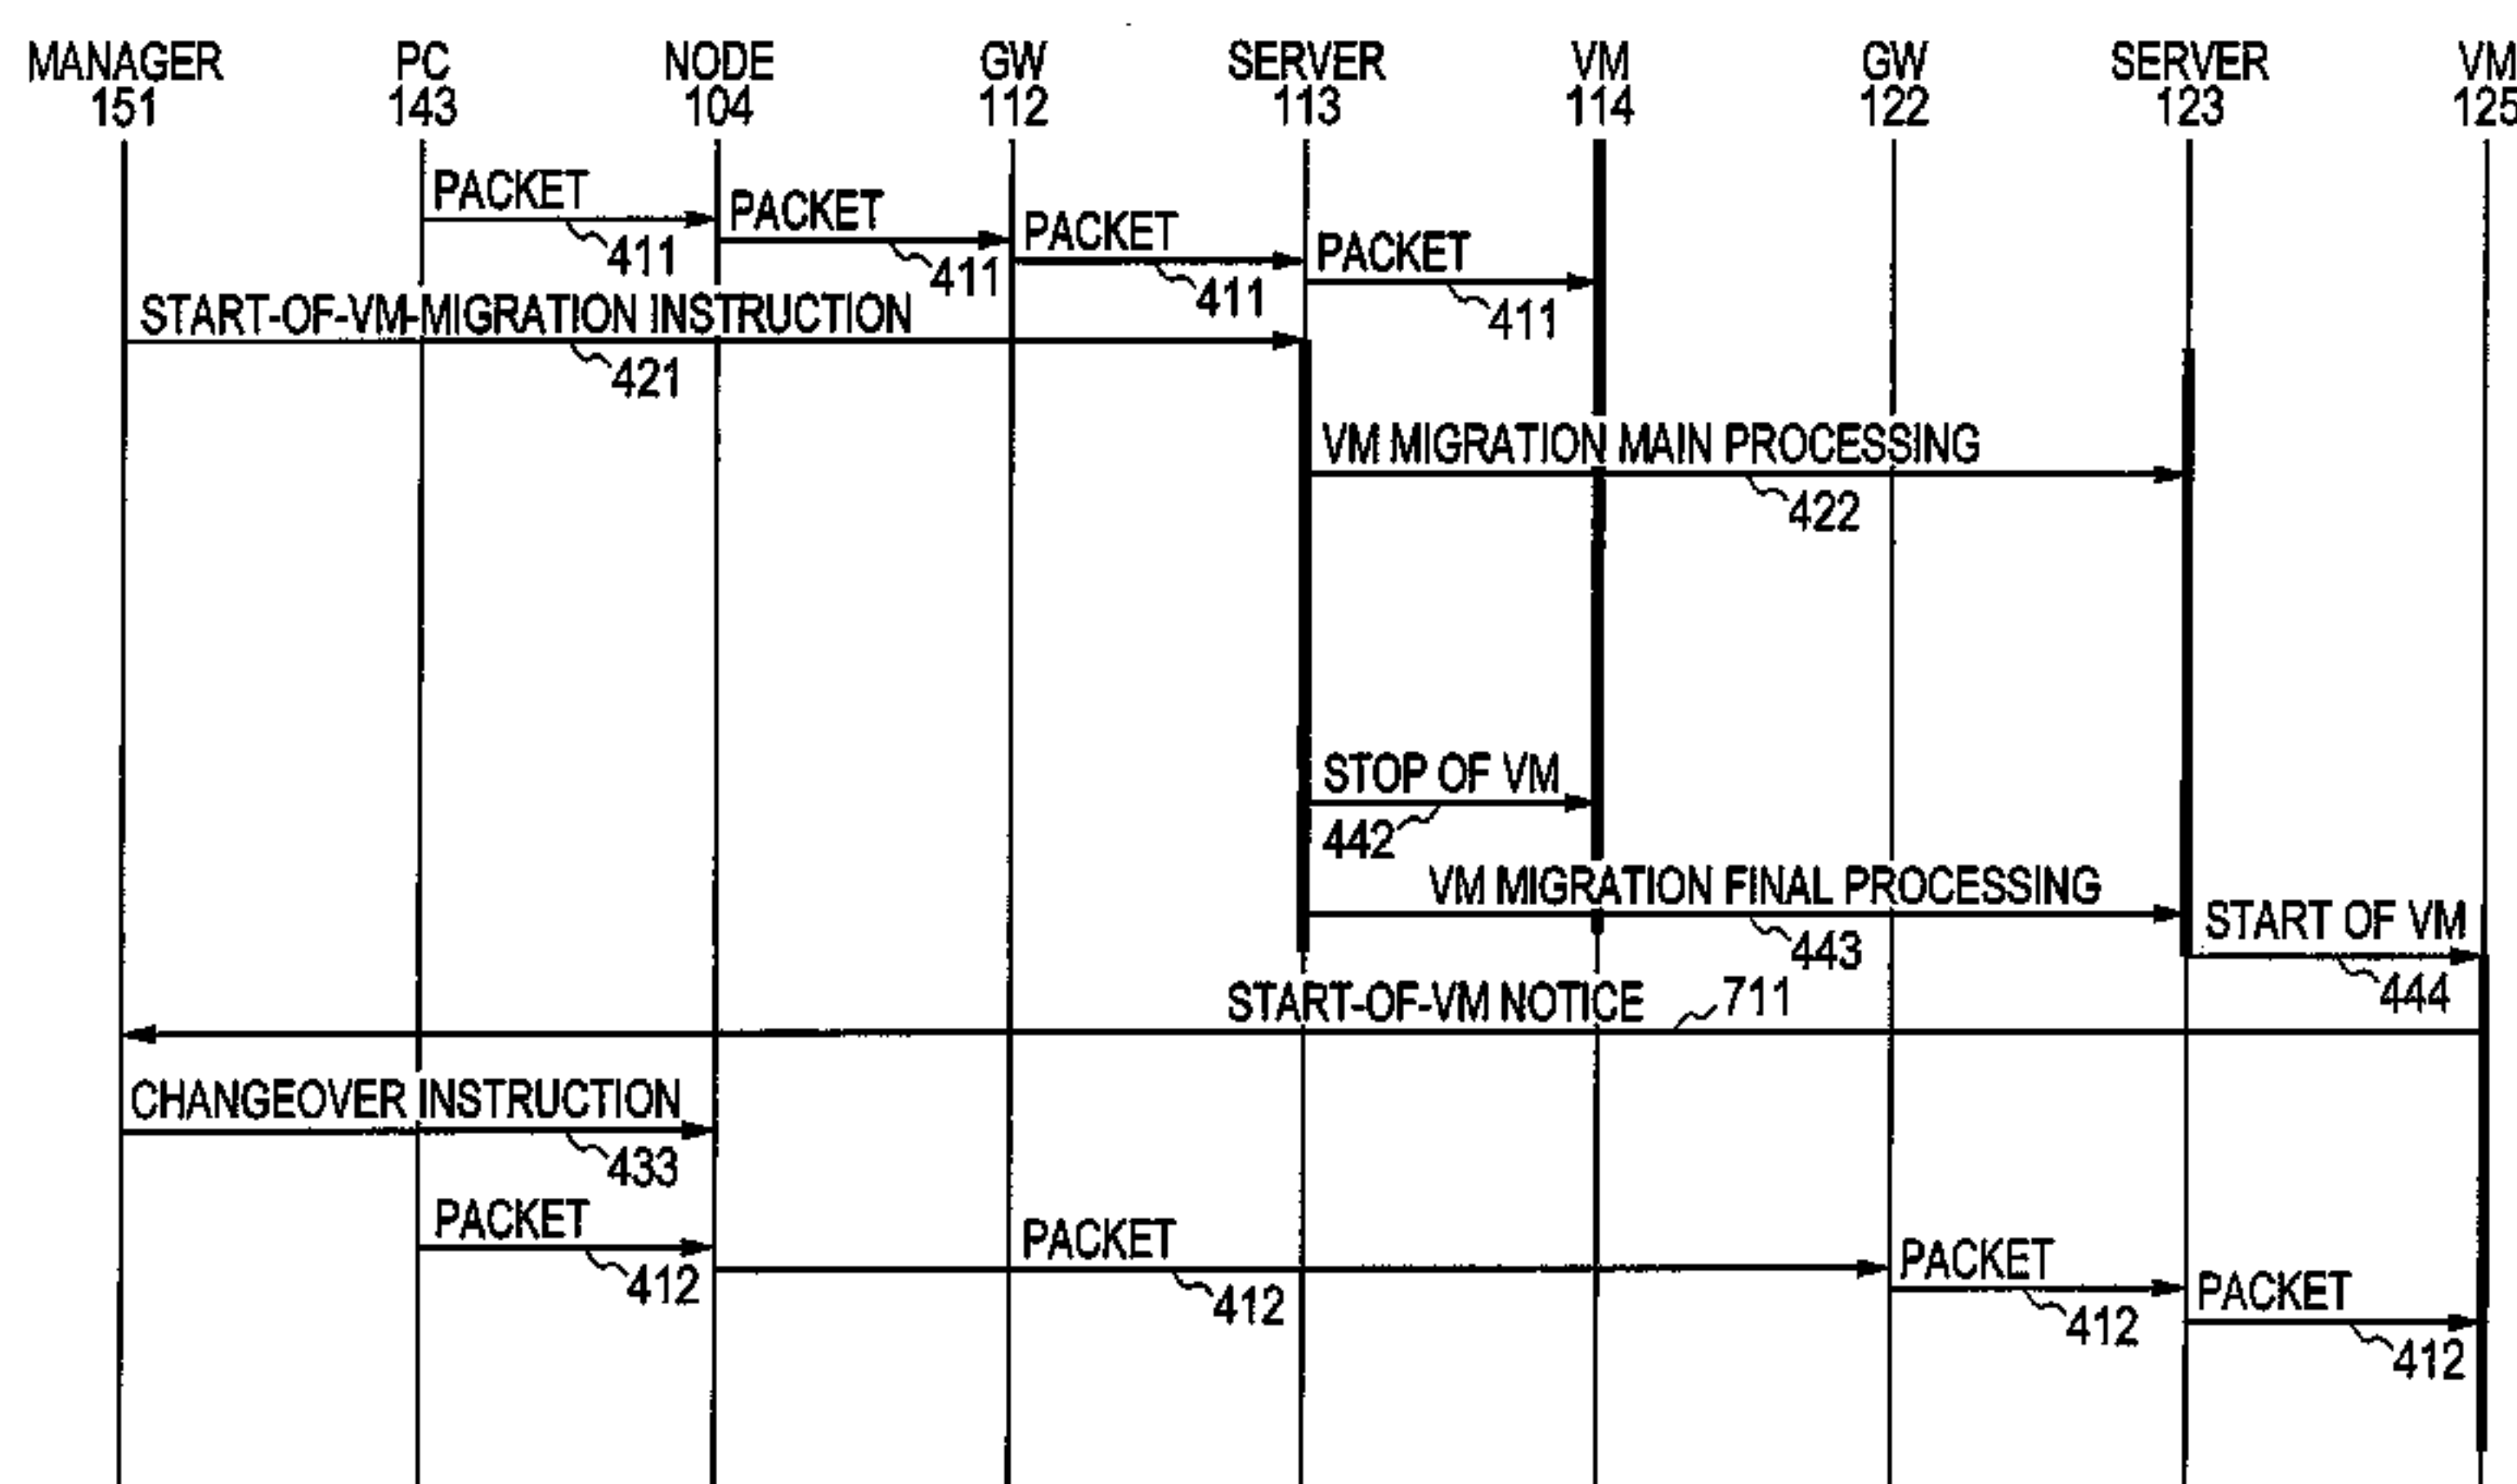 MANAGER PC NODE GW SERVER VM GW SERVER VM
151 143 104 112 113 114 122 123 125
PACKET
411
PACKET
411
PACKET
411
PACKET
411
START-OF-VM-MIGRATION INSTRUCTION
421
VM MIGRATION MAIN PROCESSING
422
STOP OF VM
442
VM MIGRATION FINAL PROCESSING
443
START OF VM
444
START-OF-VM NOTICE
711
CHANGEOVER INSTRUCTION
433
PACKET
412
PACKET
412
PACKET
412
PACKET
412